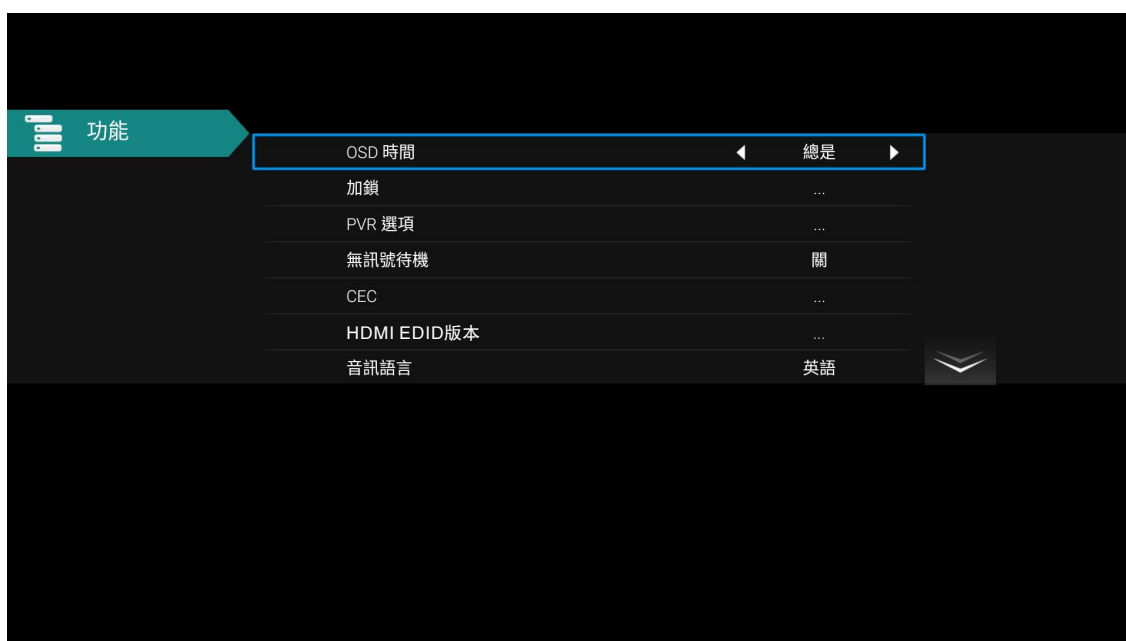 功能
OSD 時間 總是
加鎖 ...
PVR 選項 ...
無訊號待機 關
CEC ...
HDMI EDID版本 ...
音訊語言 英語